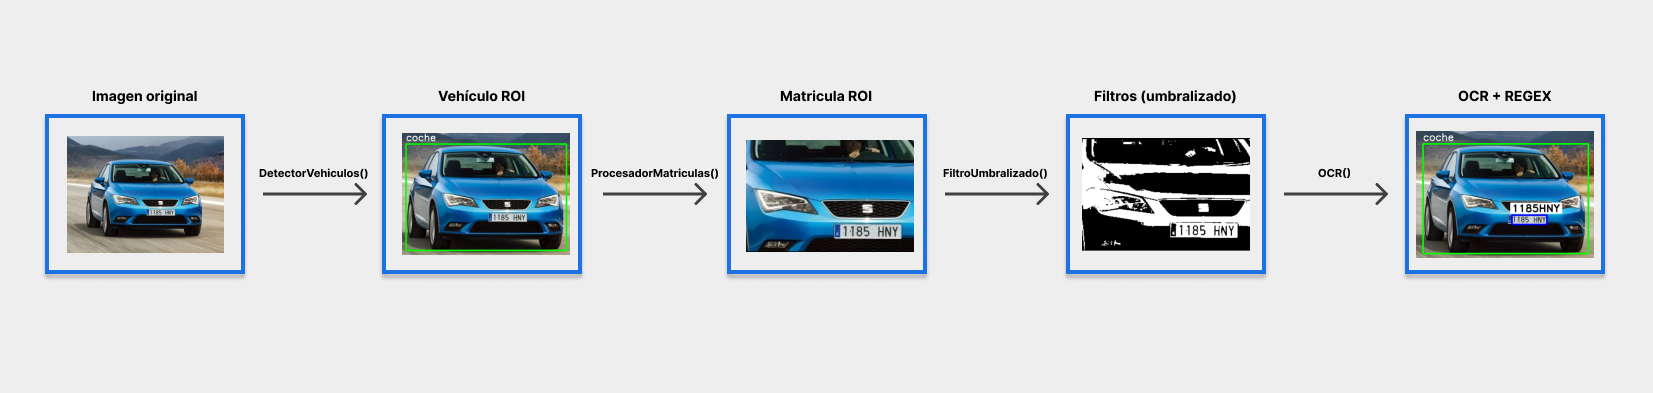 Imagen original
Vehículo ROI
Matricula ROI
Filtros (umbralizado)
OCR + REGEX
DetectorVehiculos()
ProcesadorMatriculas()
FiltroUmbralizado()
OCR()
1185 HNY
coche
1185 HNY
1185 HNY
1185 HNY
coche
1185HNY
1185 HNY